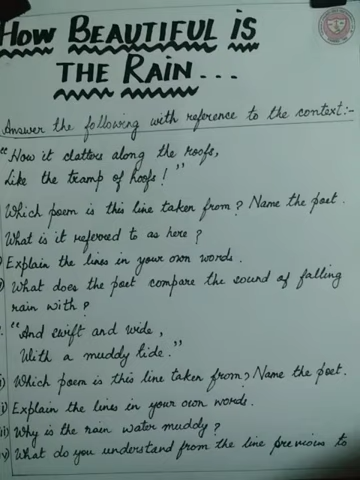 How BEAUTIFUL iS
THE RAiN...
Answer the following with reference to the context:-
"How it clatters along the roofs,
Like the tramp of hoofs!"
Which poem is this line taken from? Name the poet.
What is it referred to as here?
Explain the lines in your own words.
What does the poet compare the sound of falling
rain with?
"And swift and wide,
With a muddy tide."
i) Which poem is this line taken from? Name the poet.
ii) Explain the lines in your own words.
iii) Why is the rain water muddy?
iv) What do you understand from the line previous to